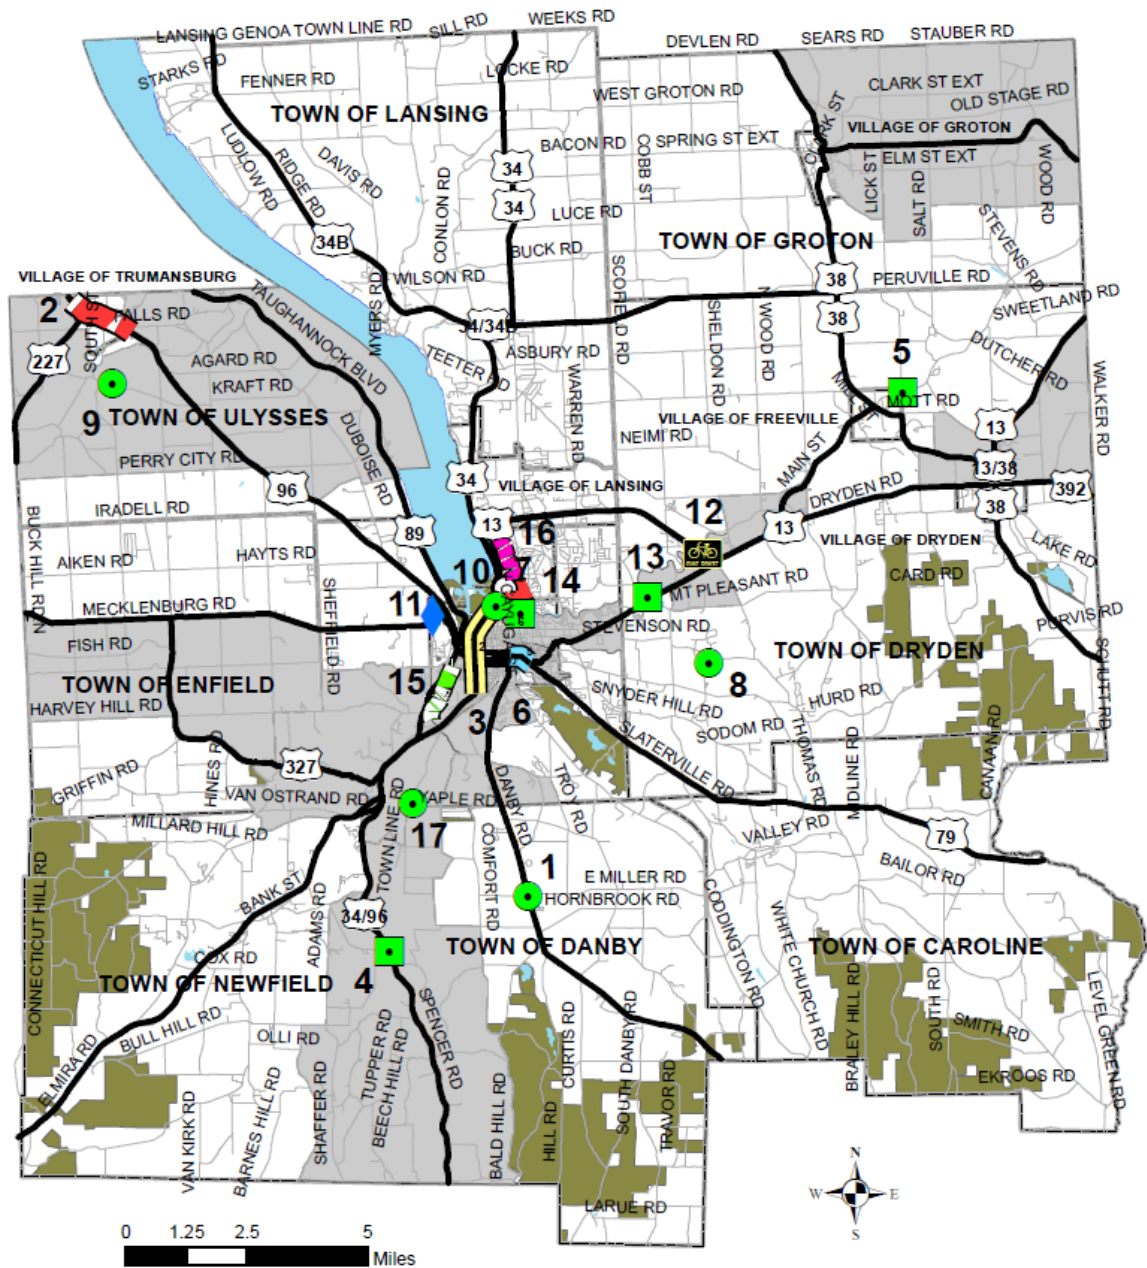 LANSING GENOA TOWN LINE RD
SILL RD
WEEKS RD
DEVLEN RD
SEARS RD
STAUBER RD
STARKS RD
FENNER RD
LOCKE RD
WEST GROTON RD
CLARK ST EXT
OLD STAGE RD
TOWN OF LANSING
CLARK ST
VILLAGE OF GROTON
LUDLOW RD
RIDGE RD
DAVIS RD
BACON RD
COBB ST
SPRING ST EXT
ELM ST EXT
34
CONLON RD
LICK ST
SALT RD
WOOD RD
34
LUCE RD
STEVENS RD
34B
BUCK RD
TOWN OF GROTON
VILLAGE OF TRUMANSBURG
WILSON RD
SCOFIELD RD
38
PERUVILLE RD
TAUGHANNOCK BLVD
MYERS RD
SHELDON RD
N WOOD RD
SWEETLAND RD
2
FALLS RD
SOUTH ST
34/34B
38
227
AGARD RD
TEETER RD
ASBURY RD
WARREN RD
5
DUTCHER RD
WALKER RD
KRAFT RD
MILL ST
MOTT RD
9
TOWN OF ULYSSES
DUBOISE RD
VILLAGE OF FREEVILLE
NEIMI RD
MAIN ST
13
PERRY CITY RD
13/38
96
34
VILLAGE OF LANSING
DRYDEN RD
392
IRADELL RD
BUCK HILL RD N
89
13
16
12
13
38
VILLAGE OF DRYDEN
AIKEN RD
HAYTS RD
LAKE RD
10
7
14
13
MT PLEASANT RD
CARD RD
MECKLENBURG RD
SHEFFIELD RD
11
CAYUGA
6
STEVENSON RD
PURVIS RD
FISH RD
2
TOWN OF DRYDEN
SCHUTT RD
TOWN OF ENFIELD
15
8
HARVEY HILL RD
3
6
SNYDER HILL RD
HURD RD
SODOM RD
SLATERVILLE RD
THOMAS RD
MIDLINE RD
CANAAN RD
HINES RD
327
GRIFFIN RD
VAN OSTRAND RD
TOWN LINE RD
YAPLE RD
DANBY RD
TROY RD
MILLARD HILL RD
17
COMFORT RD
VALLEY RD
79
BAILOR RD
CONNECTICUT HILL RD
BANK ST
ADAMS RD
1
E MILLER RD
HORNBROOK RD
CODDINGTON RD
WHITE CHURCH RD
34/96
TOWN OF DANBY
TOWN OF CAROLINE
COX RD
TOWN OF NEWFIELD
4
SPENCER RD
BRALEY HILL RD
SOUTH RD
LEVEL GREEN RD
ELMIRA RD
BULL HILL RD
OLLI RD
TUPPER RD
CURTIS RD
SOUTH DANBY RD
SMITH RD
VAN KIRK RD
BARNES HILL RD
SHAFFER RD
BEECH HILL RD
BALD HILL RD
HILL RD
TRAVOR RD
EKROOS RD
LARUE RD
N
W E
S
0 1.25 2.5 5
Miles